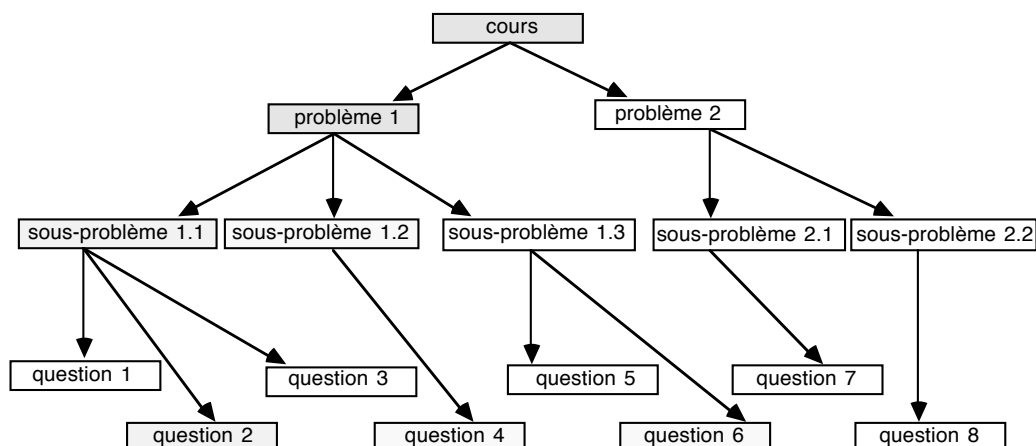 cours
problème 1
problème 2
sous-problème 1.1
sous-problème 1.2
sous-problème 1.3
sous-problème 2.1
sous-problème 2.2
question 1
question 3
question 5
question 7
question 2
question 4
question 6
question 8